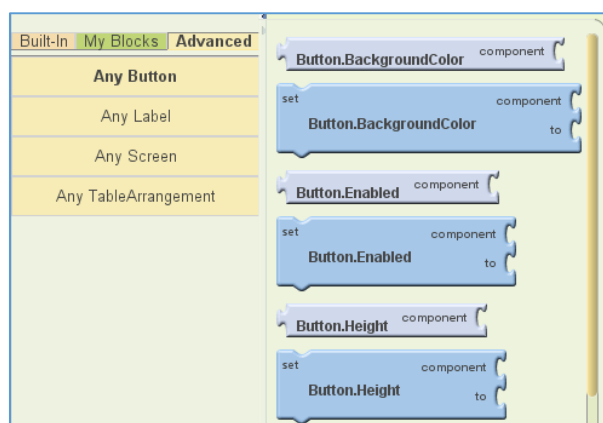 Built-In My Blocks Advanced
Any Button
Any Label
Any Screen
Any TableArrangement
Button.BackgroundColor component
set component
Button.BackgroundColor
to
Button.Enabled component
set component
Button.Enabled
to
Button.Height component
set component
Button.Height
to